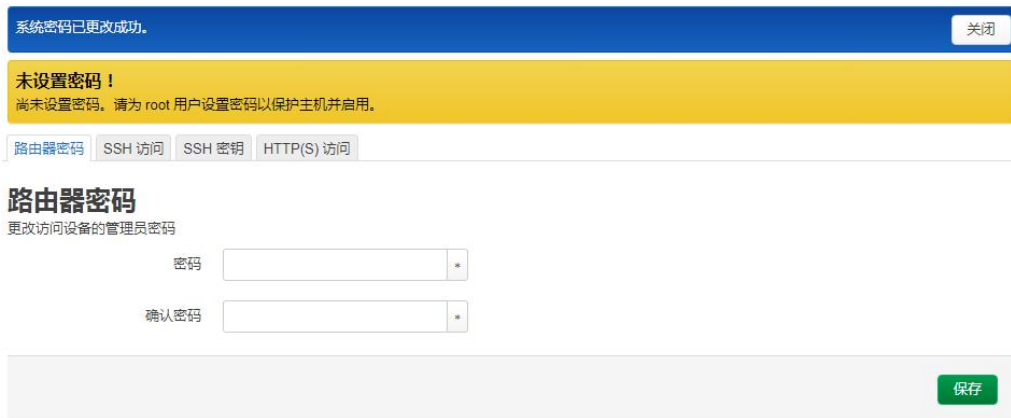 系统密码已更改成功。
关闭
未设置密码！
尚未设置密码。请为 root 用户设置密码以保护主机并启用。
路由器密码 SSH 访问 SSH 密钥 HTTP(S) 访问
路由器密码
更改访问设备的管理员密码
密码 *
确认密码 *
保存